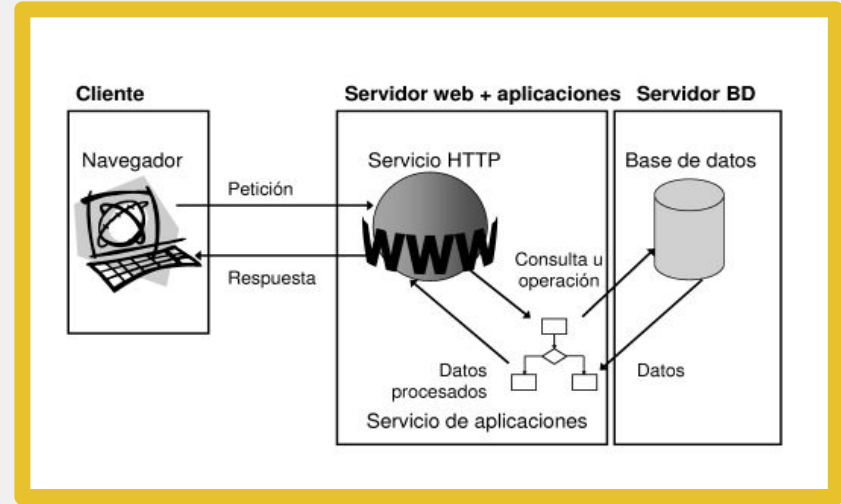 Cliente
Servidor web + aplicaciones
Servidor BD
Navegador
Servicio HTTP
Base de datos
Petición
WWW
Respuesta
Consulta u
operación
Datos
procesados
Datos
Servicio de aplicaciones